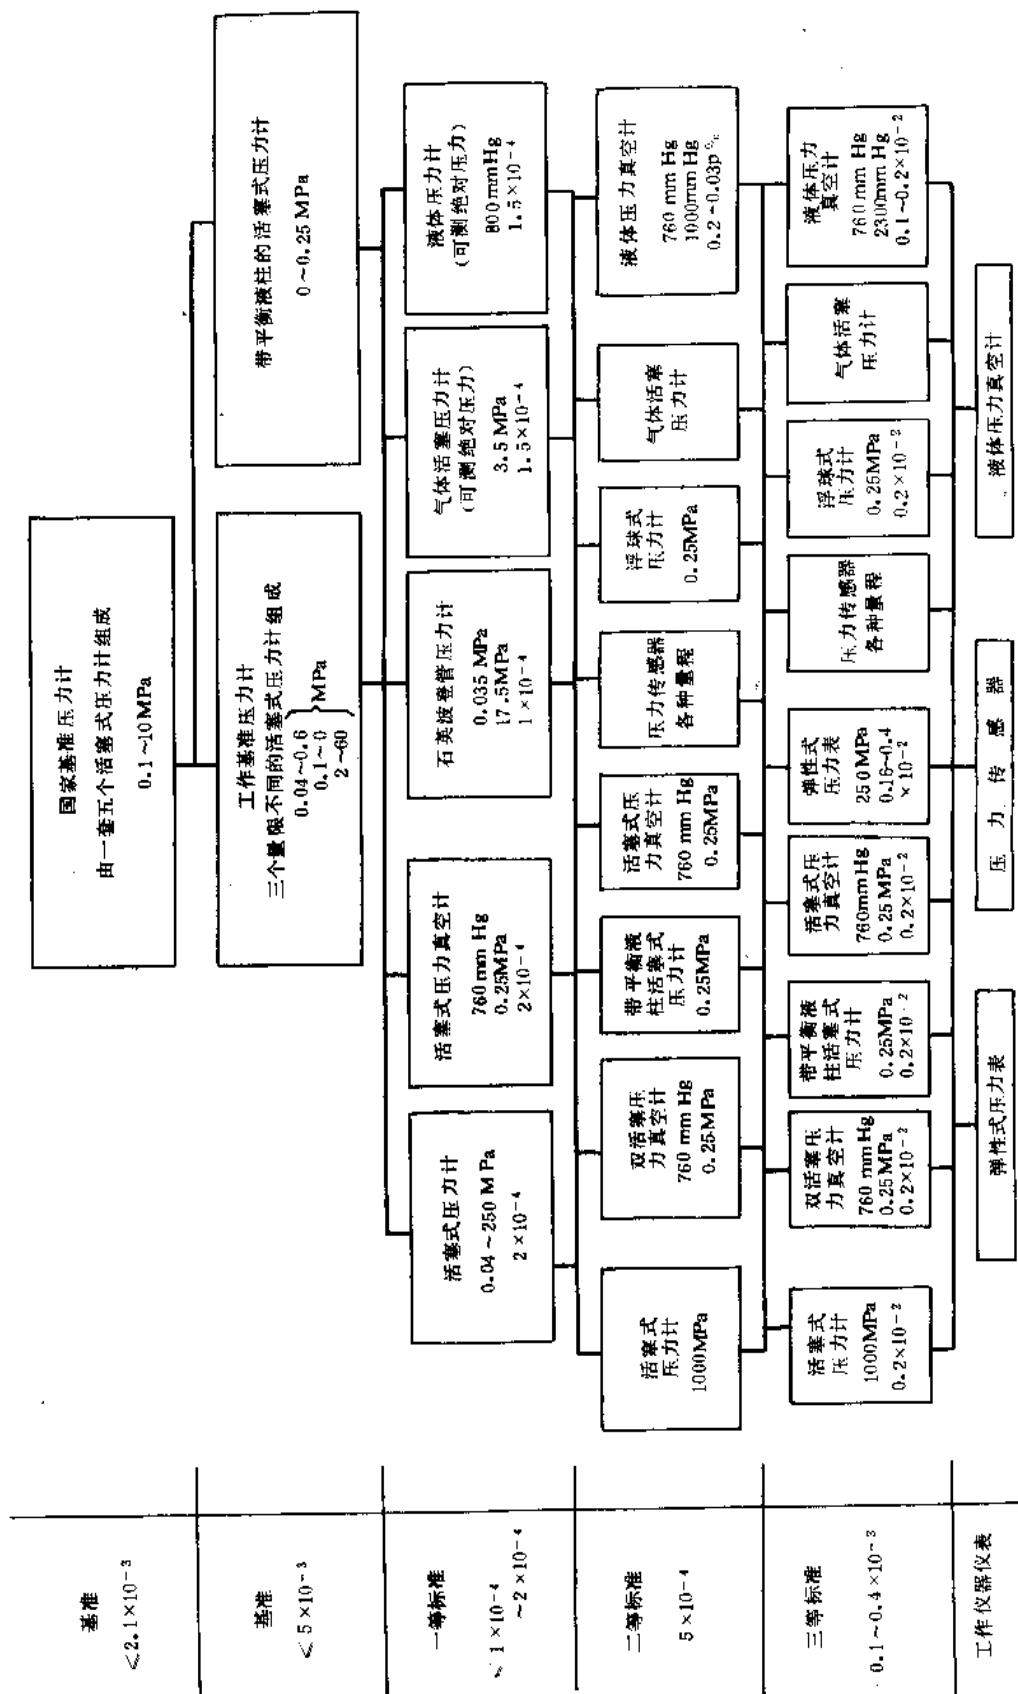 基准
≤2.1×10⁻³
国家基准压力计
由一套五个活塞式压力计组成
0.1~10MPa
基准
≤5×10⁻³
工作基准压力计
三个量限不同的活塞式压力计组成
0.04~0.6
0.1~0
2~60
MPa
带平衡液柱的活塞式压力计
0~0.25MPa
一等标准
1×10⁻⁴
~2×10⁻⁴
活塞式压力计
0.04~250MPa
2×10⁻⁴
活塞式压力真空计
760mmHg
0.25MPa
2×10⁻⁴
石英波登管压力计
0.035MPa
17.5MPa
1×10⁻⁴
气体活塞压力计
(可测绝对压力)
3.5MPa
1.5×10⁻⁴
液体压力计
(可测绝对压力)
800mmHg
1.5×10⁻⁴
二等标准
5×10⁻⁴
活塞式
压力计
1000MPa
双活塞压
力真空计
760mmHg
0.25MPa
带平衡液
柱活塞式
压力计
0.25MPa
活塞式压
力真空计
760mmHg
0.25MPa
压力传感器
各种量程
浮球式
压力计
0.25MPa
气体活塞
压力计
液体压力真空计
760mmHg
1000mmHg
0.2+0.03p%
三等标准
0.1~0.4×10⁻³
活塞式
压力计
1000MPa
0.2×10⁻²
双活塞压
力真空计
760mmHg
0.25MPa
0.2×10⁻²
带平衡液
柱活塞式
压力计
0.25MPa
0.2×10⁻²
活塞式压
力真空计
760mmHg
0.25MPa
0.2×10⁻²
弹性式
压力表
250MPa
0.16~0.4
×10⁻²
压力传感器
各种量程
浮球式
压力计
0.25MPa
0.2×10⁻²
气体活塞
压力计
液体压力
真空计
760mmHg
2300mmHg
0.1~0.2×10⁻²
工作仪器仪表
弹性式压力表
压力传感器
液体压力真空计